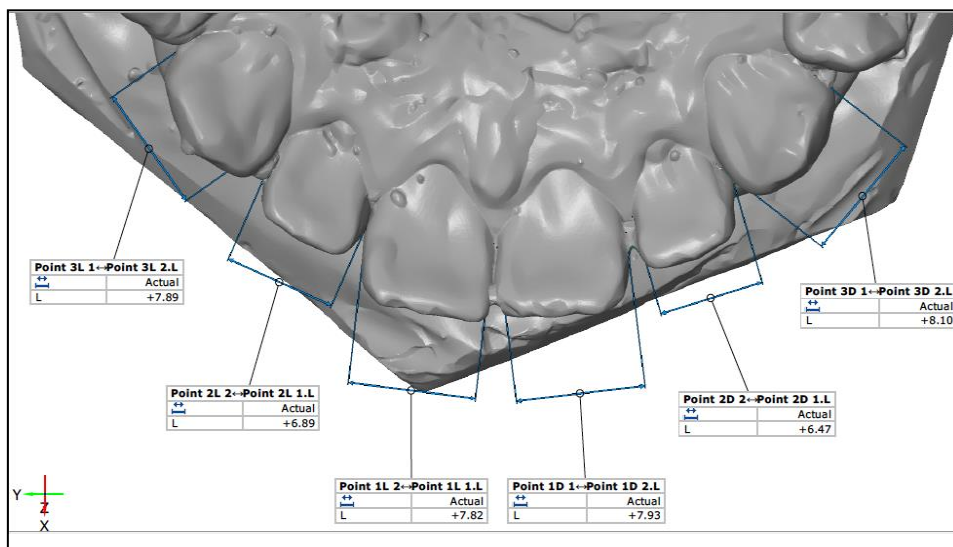 Point 3L 1↔Point 3L 2.L
Actual
L +7.89
Point 3D 1↔Point 3D 2.L
Actual
L +8.10
Point 2L 2↔Point 2L 1.L
Actual
L +6.89
Point 2D 2↔Point 2D 1.L
Actual
L +6.47
Point 1L 2↔Point 1L 1.L
Actual
L +7.82
Point 1D 1↔Point 1D 2.L
Actual
L +7.93
Y
Z
X